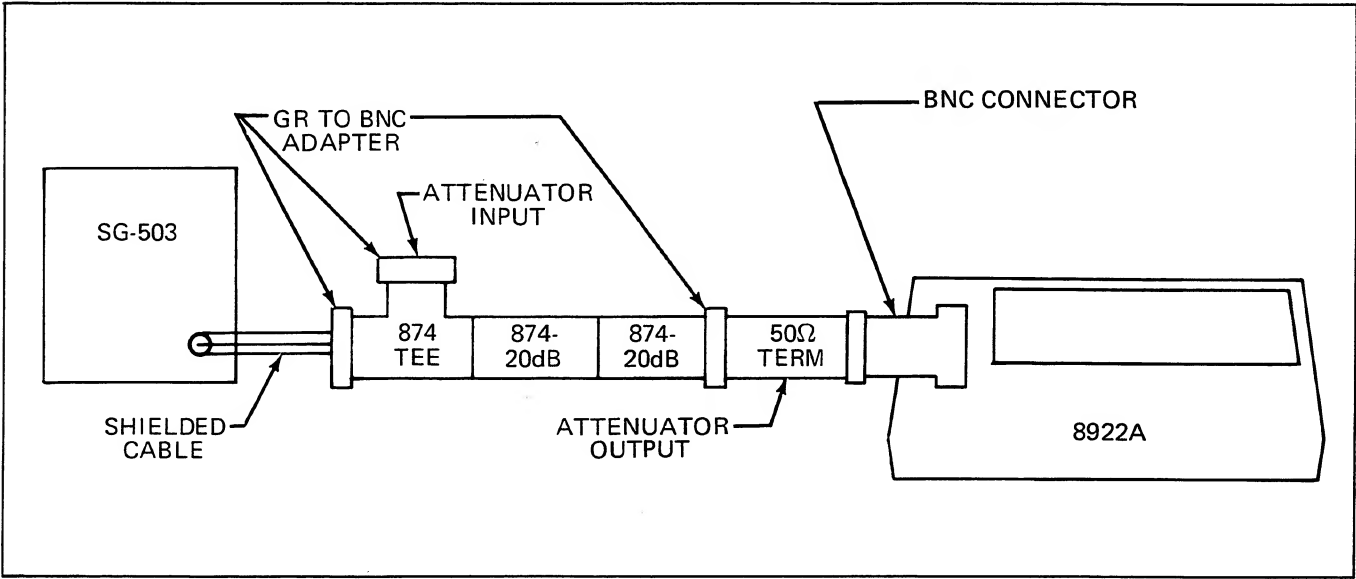 GR TO BNC
ADAPTER
BNC CONNECTOR
ATTENUATOR
INPUT
SG-503
874
TEE
874-
20dB
874-
20dB
50Ω
TERM
SHIELDED
CABLE
ATTENUATOR
OUTPUT
8922A